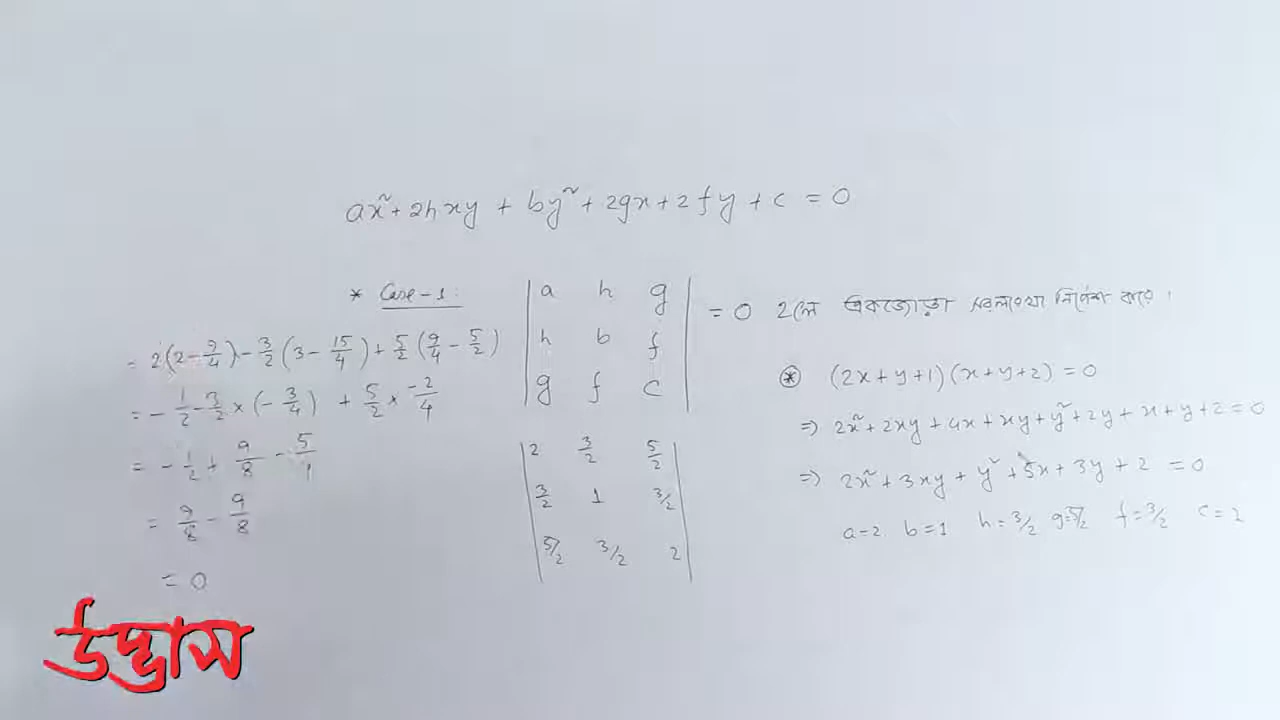 ax²+2hxy + by²+2gx+2fy+c = 0
* Case-1:
| a h g |
| h b f | = 0 হলে একজোড়া সরলরেখা নির্দেশ করে।
| g f c |
= 2(2-9/4)-3/2(3-15/4)+5/2(9/4-5/2)
= -1/2-3/2×(-3/4) + 5/2×-2/4
= -1/2+ 9/8 - 5/1
= 9/8 - 9/8
= 0
| 2 3/2 5/2 |
| 3/2 1 3/2 |
| 5/2 3/2 2 |
⊛ (2x+y+1)(x+y+2)=0
=> 2x²+2xy+4x+xy+y²+2y+x+y+2=0
=> 2x²+3xy+y²+5x+3y+2 =0
a=2 b=1 h=3/2 g=5/2 f=3/2 c=2
উদ্ভাস